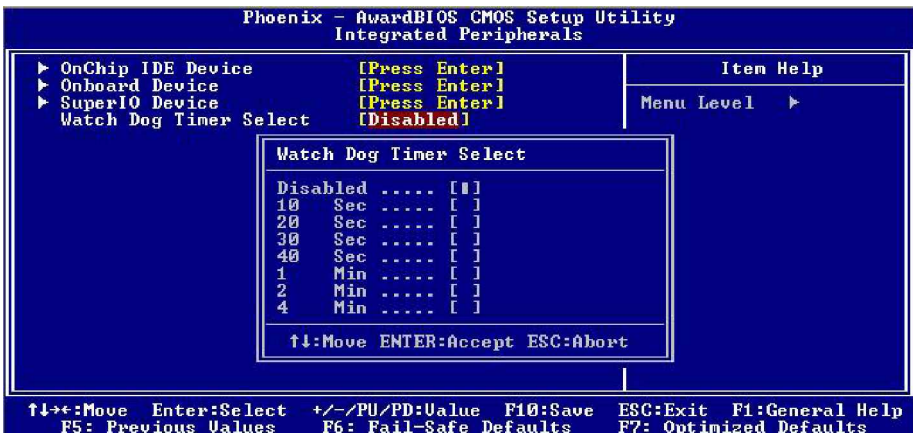 Phoenix - AwardBIOS CMOS Setup Utility
Integrated Peripherals
► OnChip IDE Device [Press Enter]
► Onboard Device [Press Enter]
► SuperIO Device [Press Enter]
Watch Dog Timer Select [Disabled]
Item Help
Menu Level ►
Watch Dog Timer Select
Disabled ..... [▮]
10 Sec ..... [ ]
20 Sec ..... [ ]
30 Sec ..... [ ]
40 Sec ..... [ ]
1 Min ..... [ ]
2 Min ..... [ ]
4 Min ..... [ ]
↑↓:Move ENTER:Accept ESC:Abort
↑↓→←:Move Enter:Select +/-/PU/PD:Value F10:Save ESC:Exit F1:General Help
F5: Previous Values F6: Fail-Safe Defaults F7: Optimized Defaults